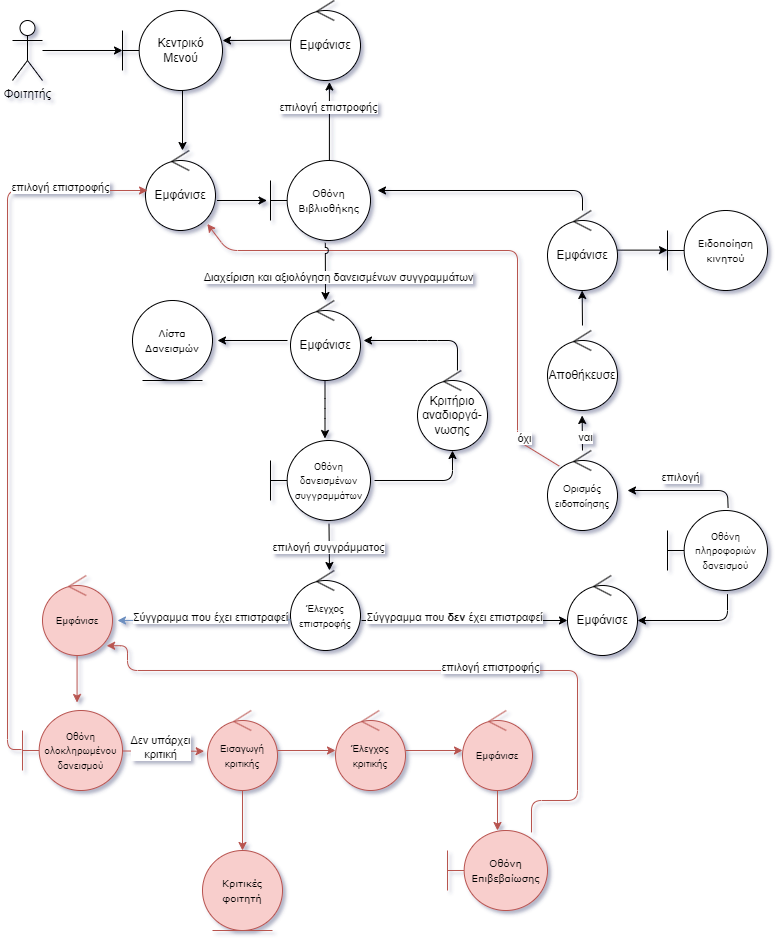 Κεντρικό
Μενού
Εμφάνισε
Φοιτητής
επιλογή επιστροφής
επιλογή επιστροφής
Εμφάνισε
Οθόνη
Βιβλιοθήκης
Εμφάνισε
Ειδοποίηση
κινητού
Διαχείριση και αξιολόγηση δανεισμένων συγγραμμάτων
Λίστα
Δανεισμών
Εμφάνισε
Αποθήκευσε
Κριτήριο
αναδιοργά-
νωσης
όχι
ναι
Οθόνη
δανεισμένων
συγγραμμάτων
Ορισμός
ειδοποίησης
επιλογή
Οθόνη
πληροφοριών
δανεισμού
επιλογή συγγράμματος
Εμφάνισε
Σύγγραμμα που έχει επιστραφεί
Έλεγχος
επιστροφής
Σύγγραμμα που δεν έχει επιστραφεί
Εμφάνισε
επιλογή επιστροφής
Οθόνη
ολοκληρωμένου
δανεισμού
Δεν υπάρχει
κριτική
Εισαγωγή
κριτικής
Έλεγχος
κριτικής
Εμφάνισε
Κριτικές
φοιτητή
Οθόνη
Επιβεβαίωσης